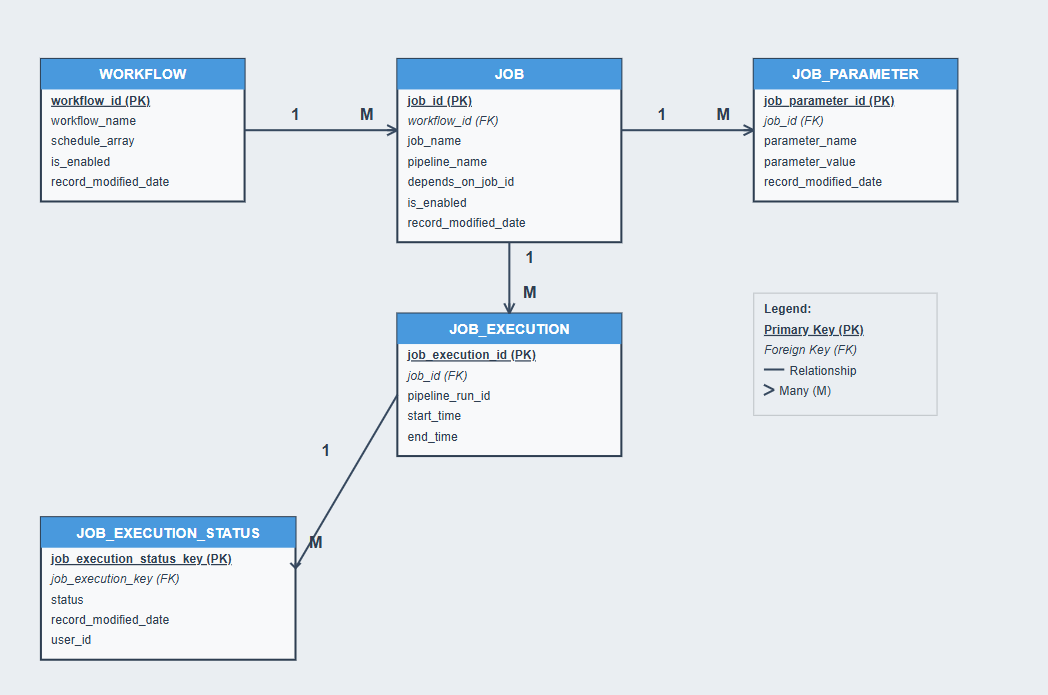 WORKFLOW
workflow_id (PK)
workflow_name
schedule_array
is_enabled
record_modified_date
1
M
JOB
job_id (PK)
workflow_id (FK)
job_name
pipeline_name
depends_on_job_id
is_enabled
record_modified_date
1
M
JOB_PARAMETER
job_parameter_id (PK)
job_id (FK)
parameter_name
parameter_value
record_modified_date
1
M
JOB_EXECUTION
job_execution_id (PK)
job_id (FK)
pipeline_run_id
start_time
end_time
Legend:
Primary Key (PK)
Foreign Key (FK)
Relationship
Many (M)
1
M
JOB_EXECUTION_STATUS
job_execution_status_key (PK)
job_execution_key (FK)
status
record_modified_date
user_id